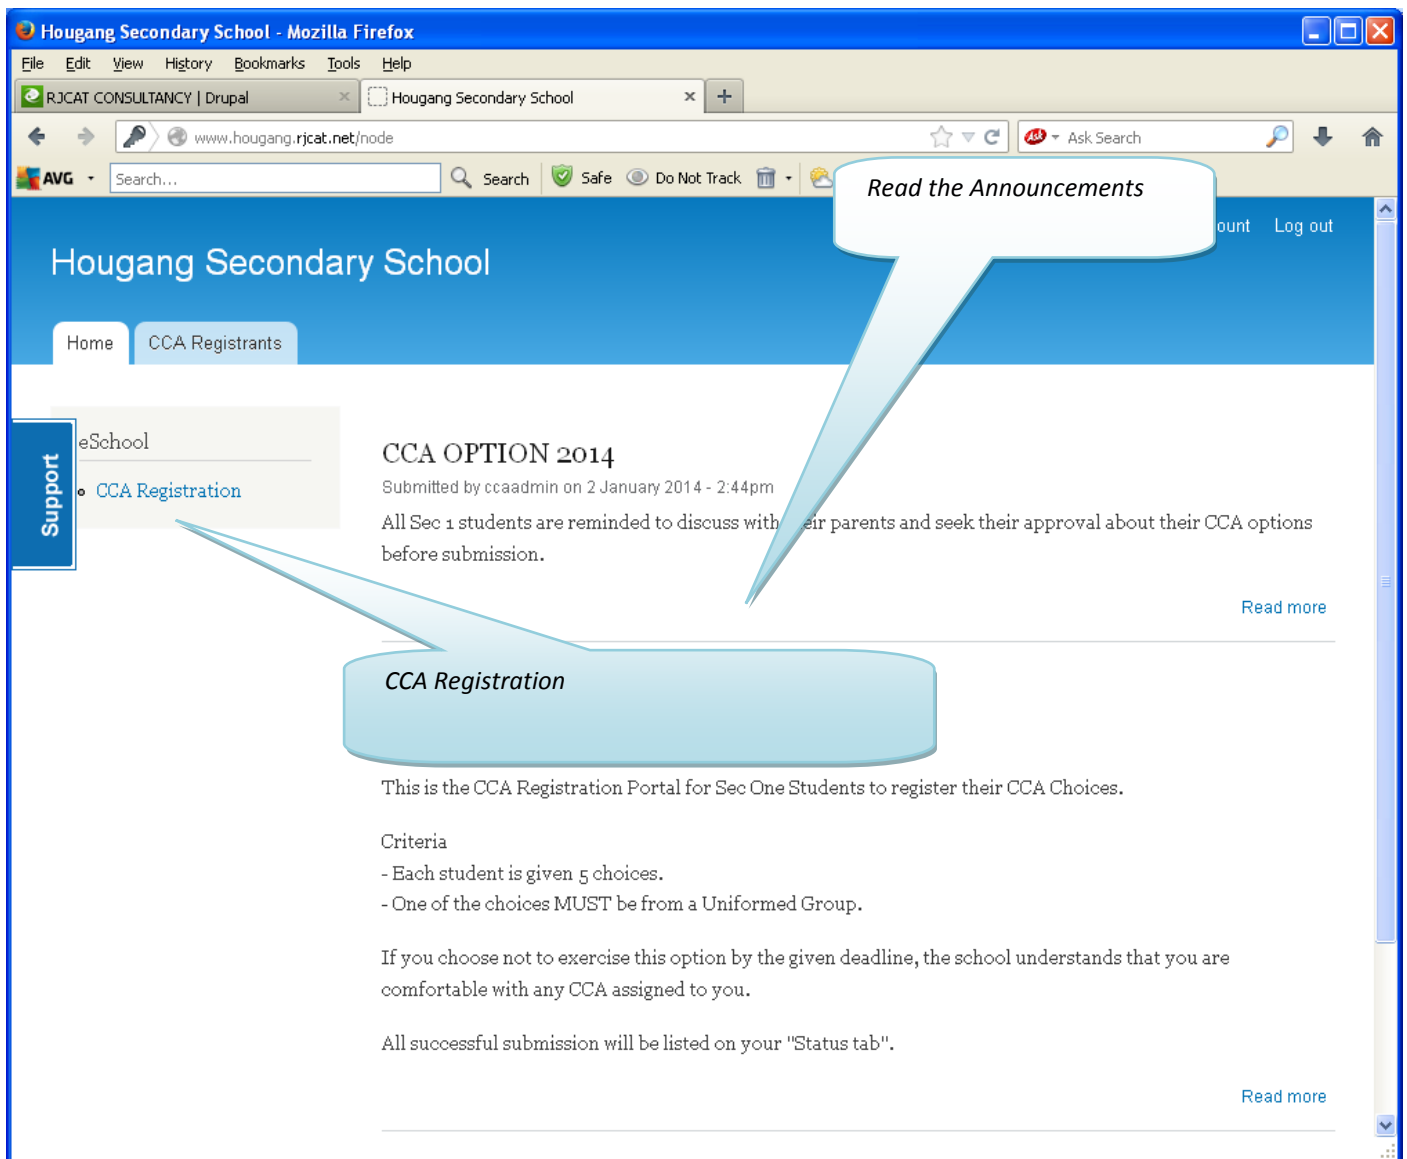 Hougang Secondary School - Mozilla Firefox
File Edit View History Bookmarks Tools Help
RJCAT CONSULTANCY | Drupal
Hougang Secondary School
www.hougang.rjcat.net/node
Ask Search
AVG
Search...
Search
Safe
Do Not Track
Read the Announcements
ount
Log out
Hougang Secondary School
Home
CCA Registrants
Support
eSchool
CCA Registration
CCA OPTION 2014
Submitted by ccaadmin on 2 January 2014 - 2:44pm
All Sec 1 students are reminded to discuss with their parents and seek their approval about their CCA options
before submission.
Read more
CCA Registration
This is the CCA Registration Portal for Sec One Students to register their CCA Choices.
Criteria
- Each student is given 5 choices.
- One of the choices MUST be from a Uniformed Group.
If you choose not to exercise this option by the given deadline, the school understands that you are
comfortable with any CCA assigned to you.
All successful submission will be listed on your "Status tab".
Read more